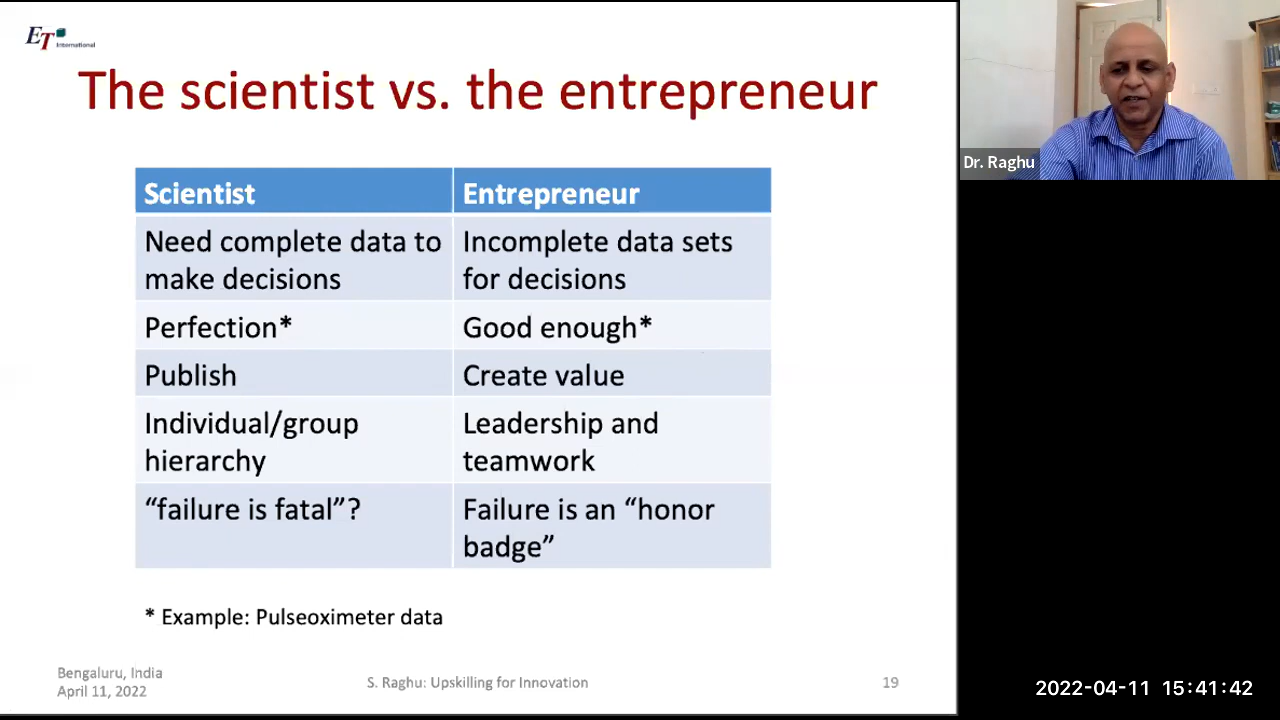 ET International
The scientist vs. the entrepreneur
Dr. Raghu
Scientist
Entrepreneur
Need complete data to
make decisions
Incomplete data sets
for decisions
Perfection*
Good enough*
Publish
Create value
Individual/group
hierarchy
Leadership and
teamwork
“failure is fatal”?
Failure is an “honor
badge”
* Example: Pulseoximeter data
Bengaluru, India
April 11, 2022
S. Raghu: Upskilling for Innovation
19
2022-04-11 15:41:42